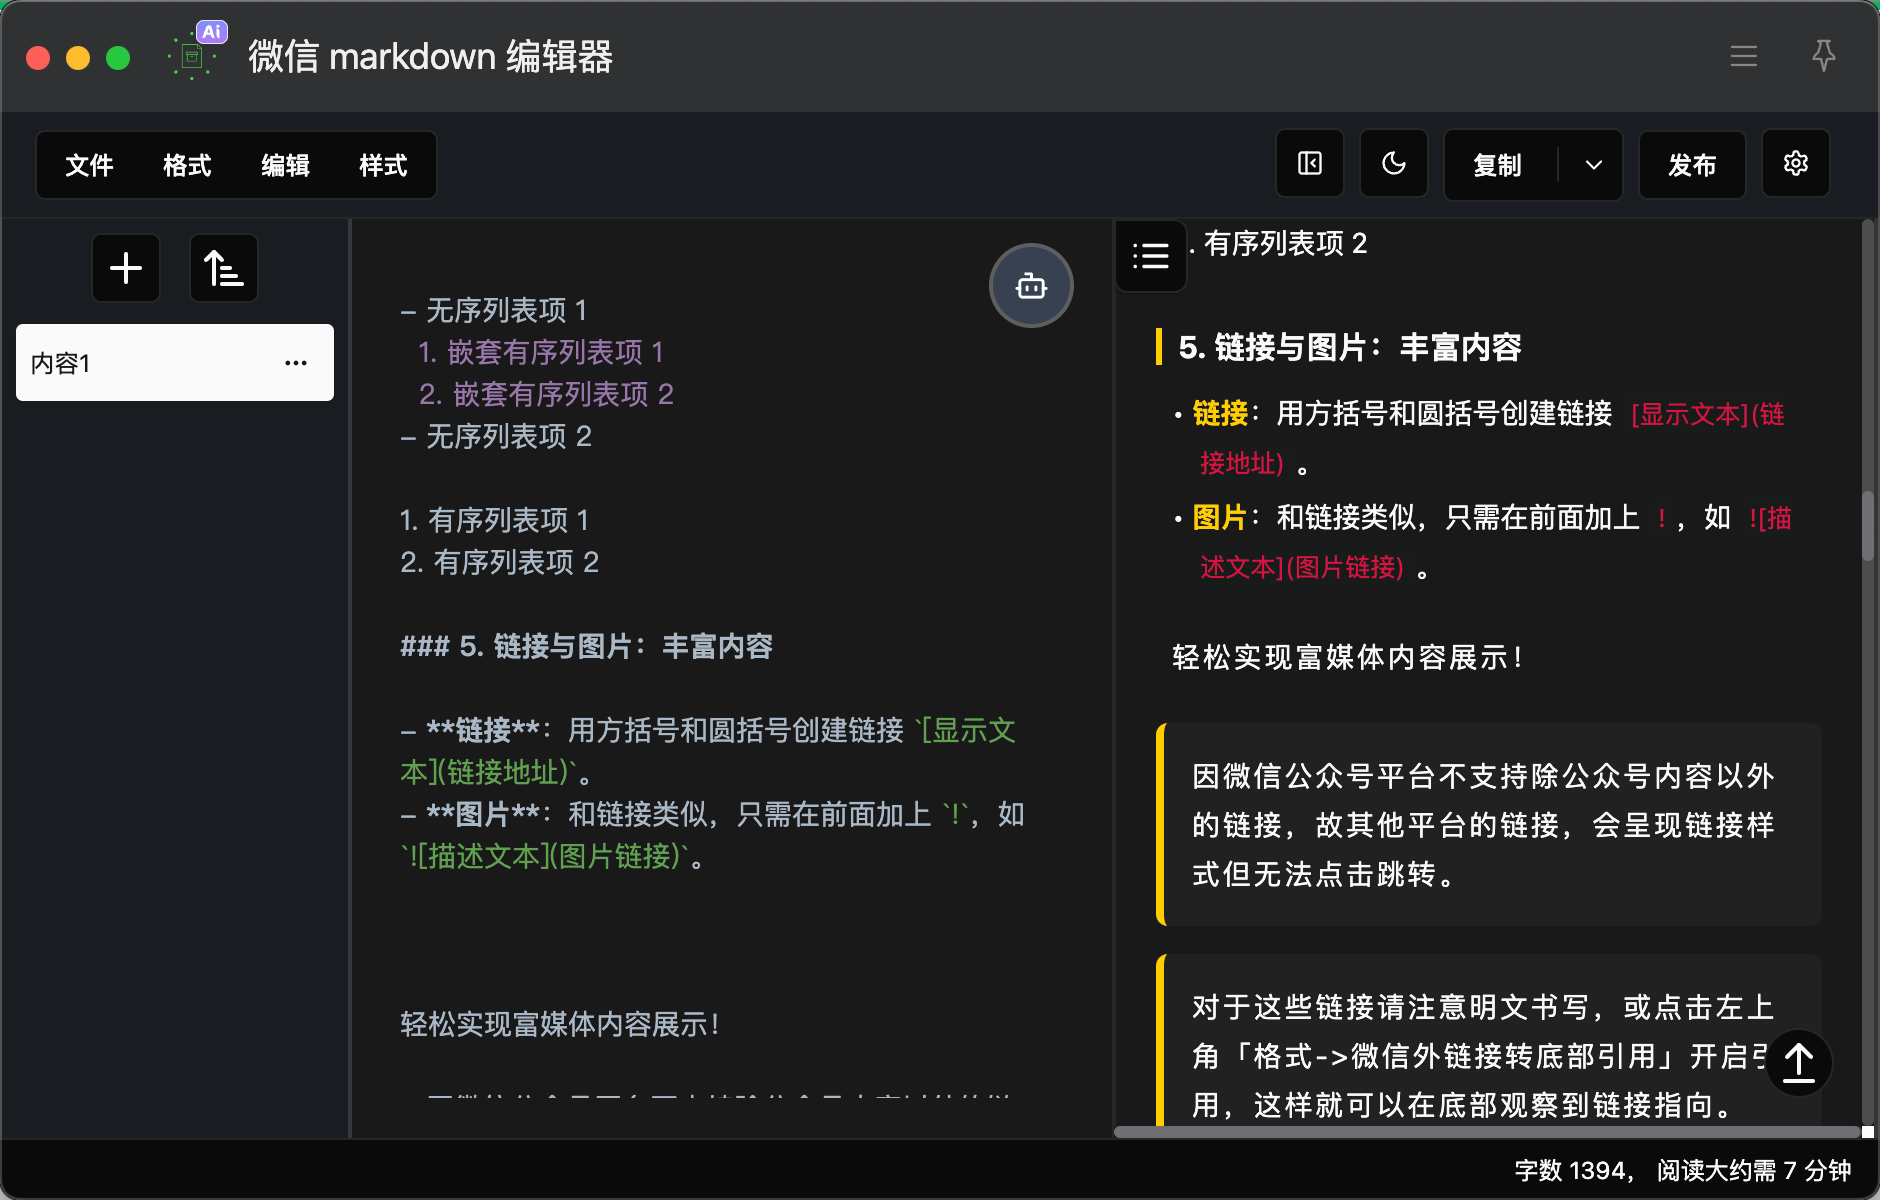 Ai
微信 markdown 编辑器
文件 格式 编辑 样式
复制
发布
内容1
- 无序列表项 1
1. 嵌套有序列表项 1
2. 嵌套有序列表项 2
- 无序列表项 2
1. 有序列表项 1
2. 有序列表项 2
### 5. 链接与图片：丰富内容
- **链接**：用方括号和圆括号创建链接 `[显示文
本](链接地址)`。
- **图片**：和链接类似，只需在前面加上 `!`，如
`![描述文本](图片链接)`。
轻松实现富媒体内容展示！
. 有序列表项 2
5. 链接与图片：丰富内容
• 链接：用方括号和圆括号创建链接 [显示文本](链
接地址) 。
• 图片：和链接类似，只需在前面加上 !，如 ![描
述文本](图片链接) 。
轻松实现富媒体内容展示！
因微信公众号平台不支持除公众号内容以外
的链接，故其他平台的链接，会呈现链接样
式但无法点击跳转。
对于这些链接请注意明文书写，或点击左上
角「格式->微信外链接转底部引用」开启引
用，这样就可以在底部观察到链接指向。
字数 1394， 阅读大约需 7 分钟